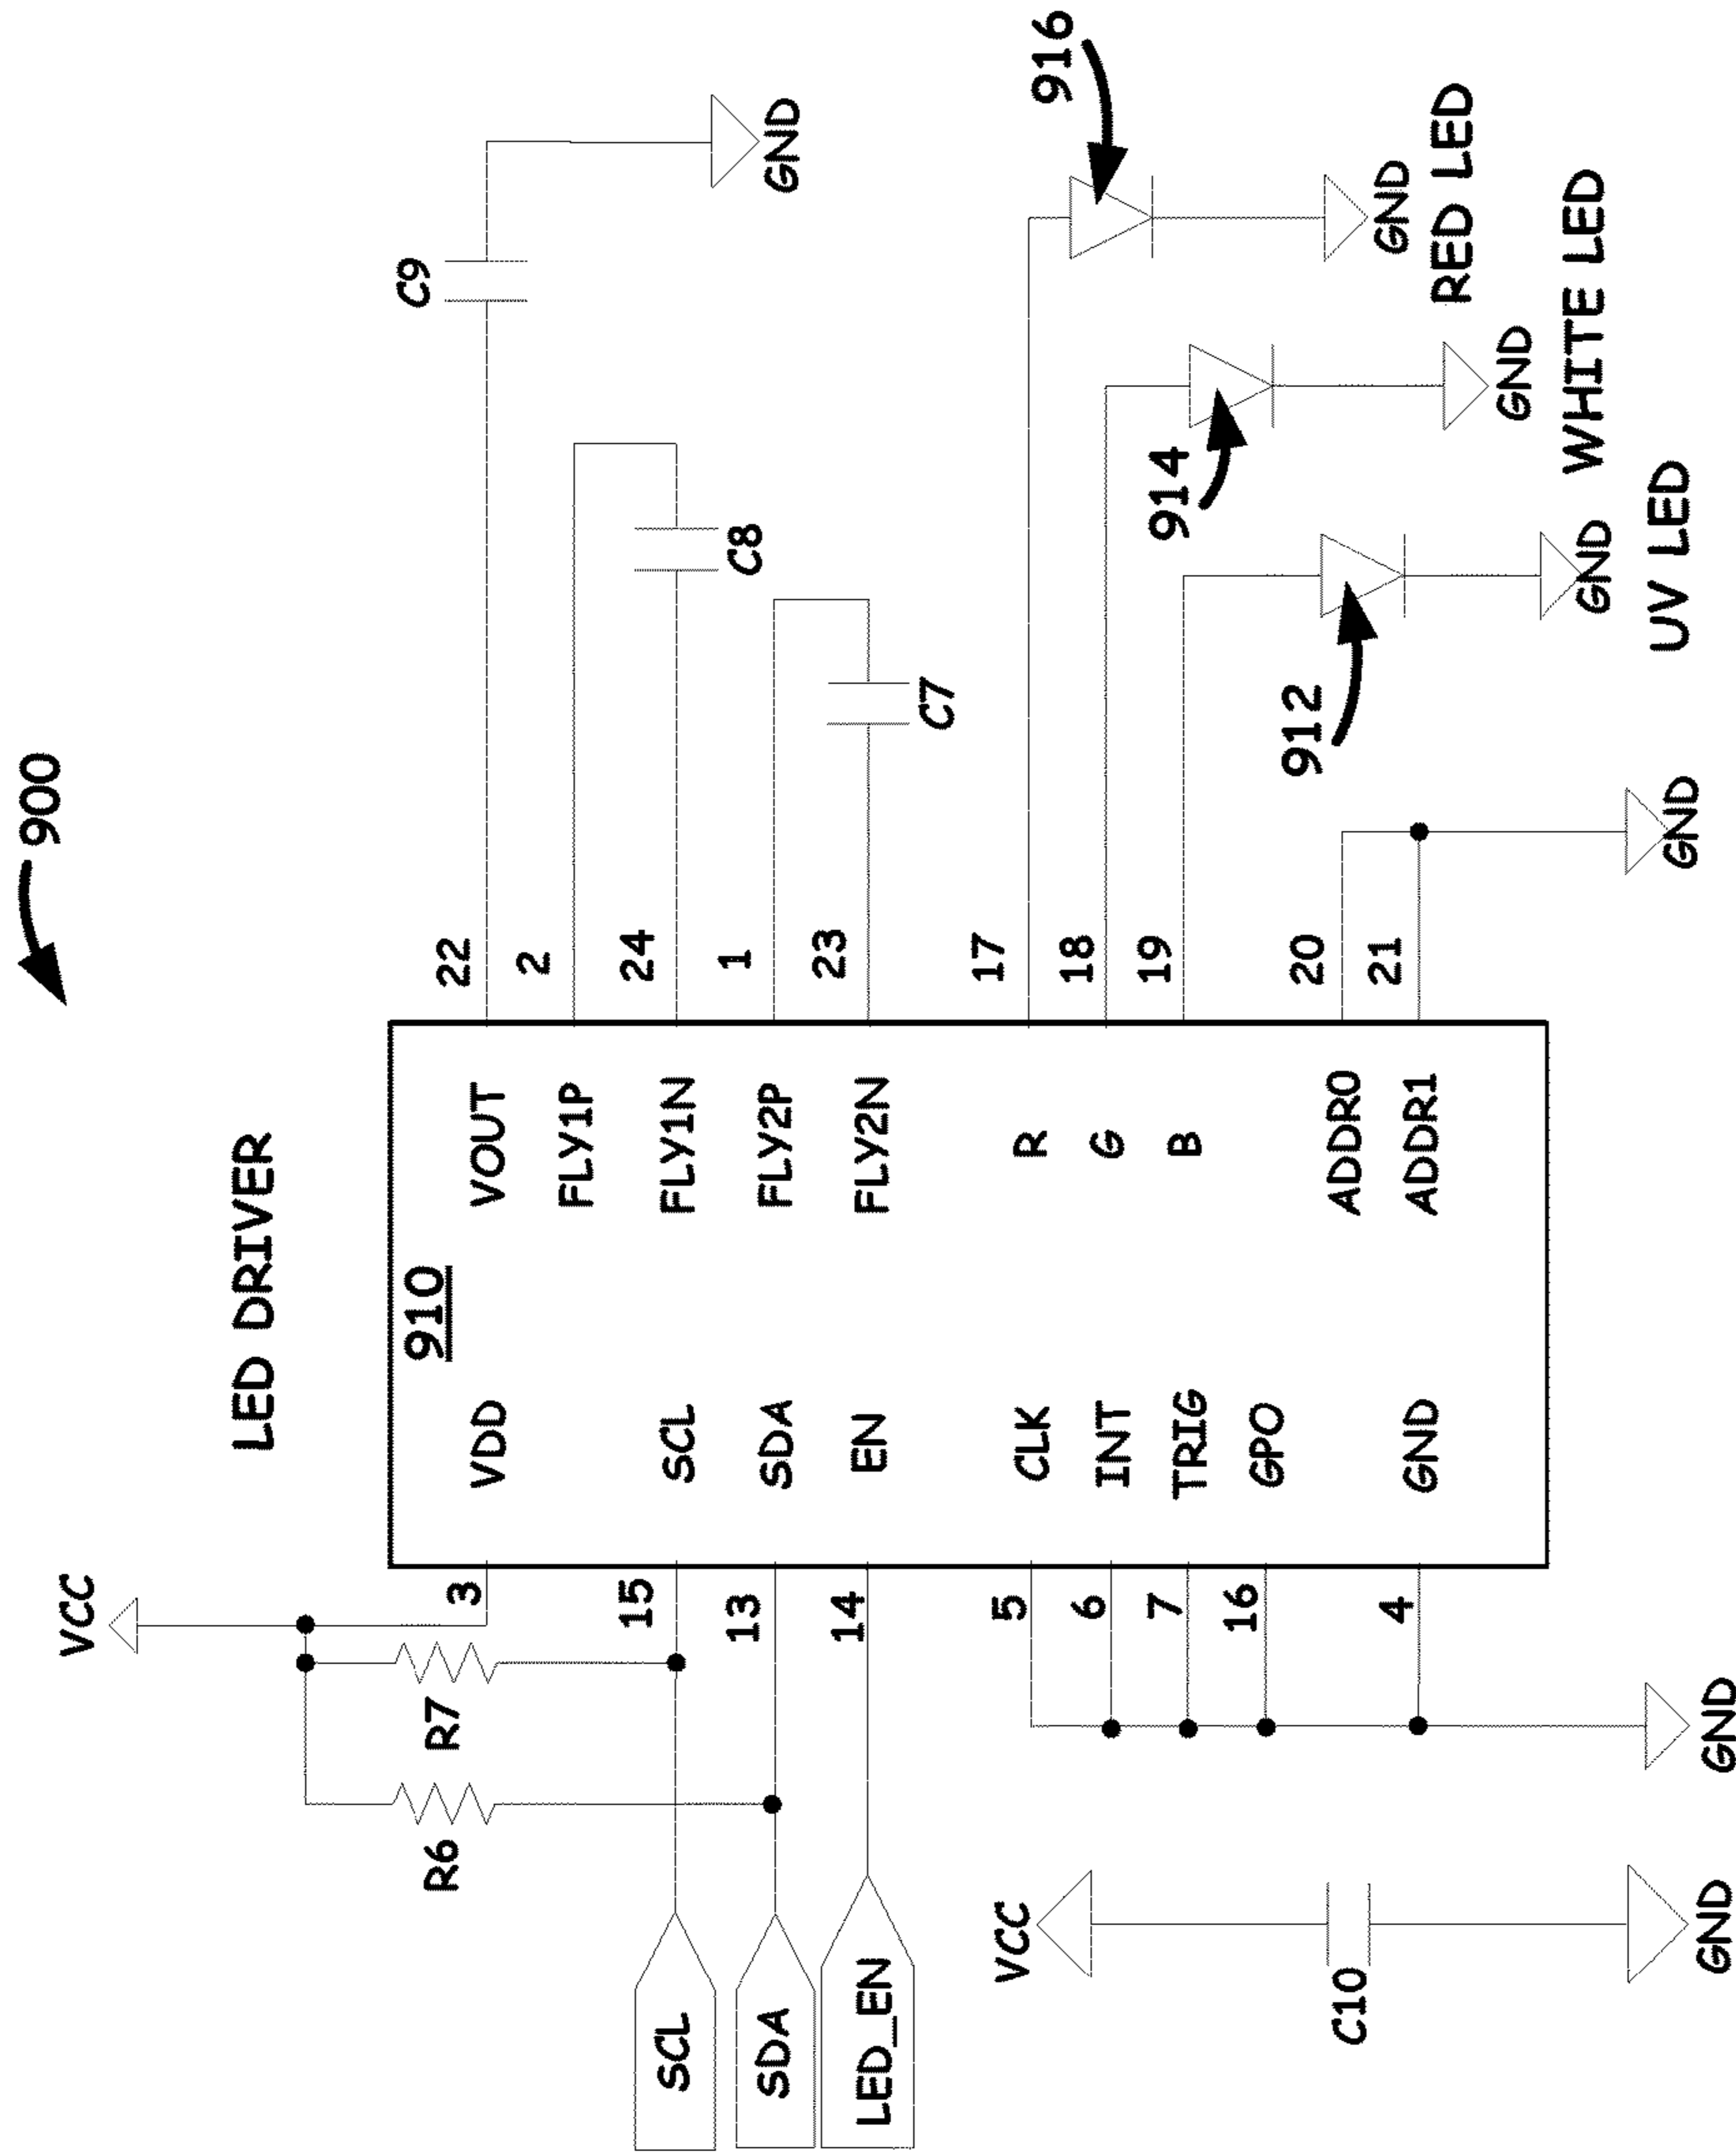 900
LED DRIVER
910
VCC
R6
R7
SCL
SDA
LED_EN
3
15
13
14
5
6
7
16
4
VDD
SCL
SDA
EN
CLK
INT
TRIG
GPO
GND
VOUT
FLY1P
FLY1N
FLY2P
FLY2N
R
G
B
ADDR0
ADDR1
22
2
24
1
23
17
18
19
20
21
C9
GND
C8
C7
916
914
912
GND
RED LED
GND
WHITE LED
GND
UV LED
GND
GND
VCC
C10
GND